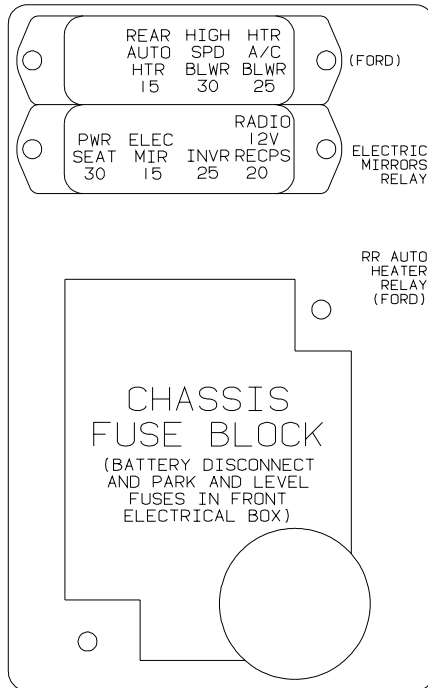 REAR HIGH HTR
AUTO SPD A/C
HTR BLWR BLWR
15 30 25
(FORD)
RADIO
12V
PWR ELEC
SEAT MIR INVR RECPS
30 15 25 20
ELECTRIC
MIRRORS
RELAY
RR AUTO
HEATER
RELAY
(FORD)
CHASSIS
FUSE BLOCK
(BATTERY DISCONNECT
AND PARK AND LEVEL
FUSES IN FRONT
ELECTRICAL BOX)